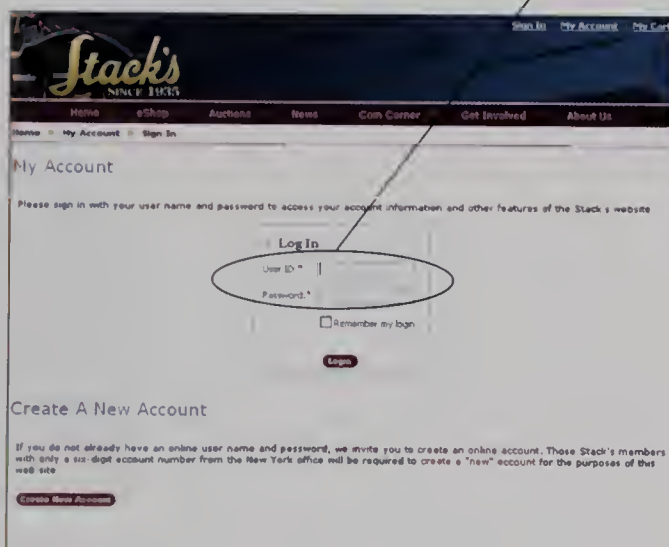 Sign In My Account My Cart
Stack's
SINCE 1935
Home eShop Auctions News Coin Corner Get Involved About Us
Home My Account Sign In
My Account
Please sign in with your user name and password to access your account information and other features of the Stack's website
Log In
User ID *
Password: *
Remember my login
Login
Create A New Account
If you do not already have an online user name and password, we invite you to create an online account. Those Stack's members
with only a six-digit account number from the New York office will be required to create a "new" account for the purposes of this
web site
Create New Account